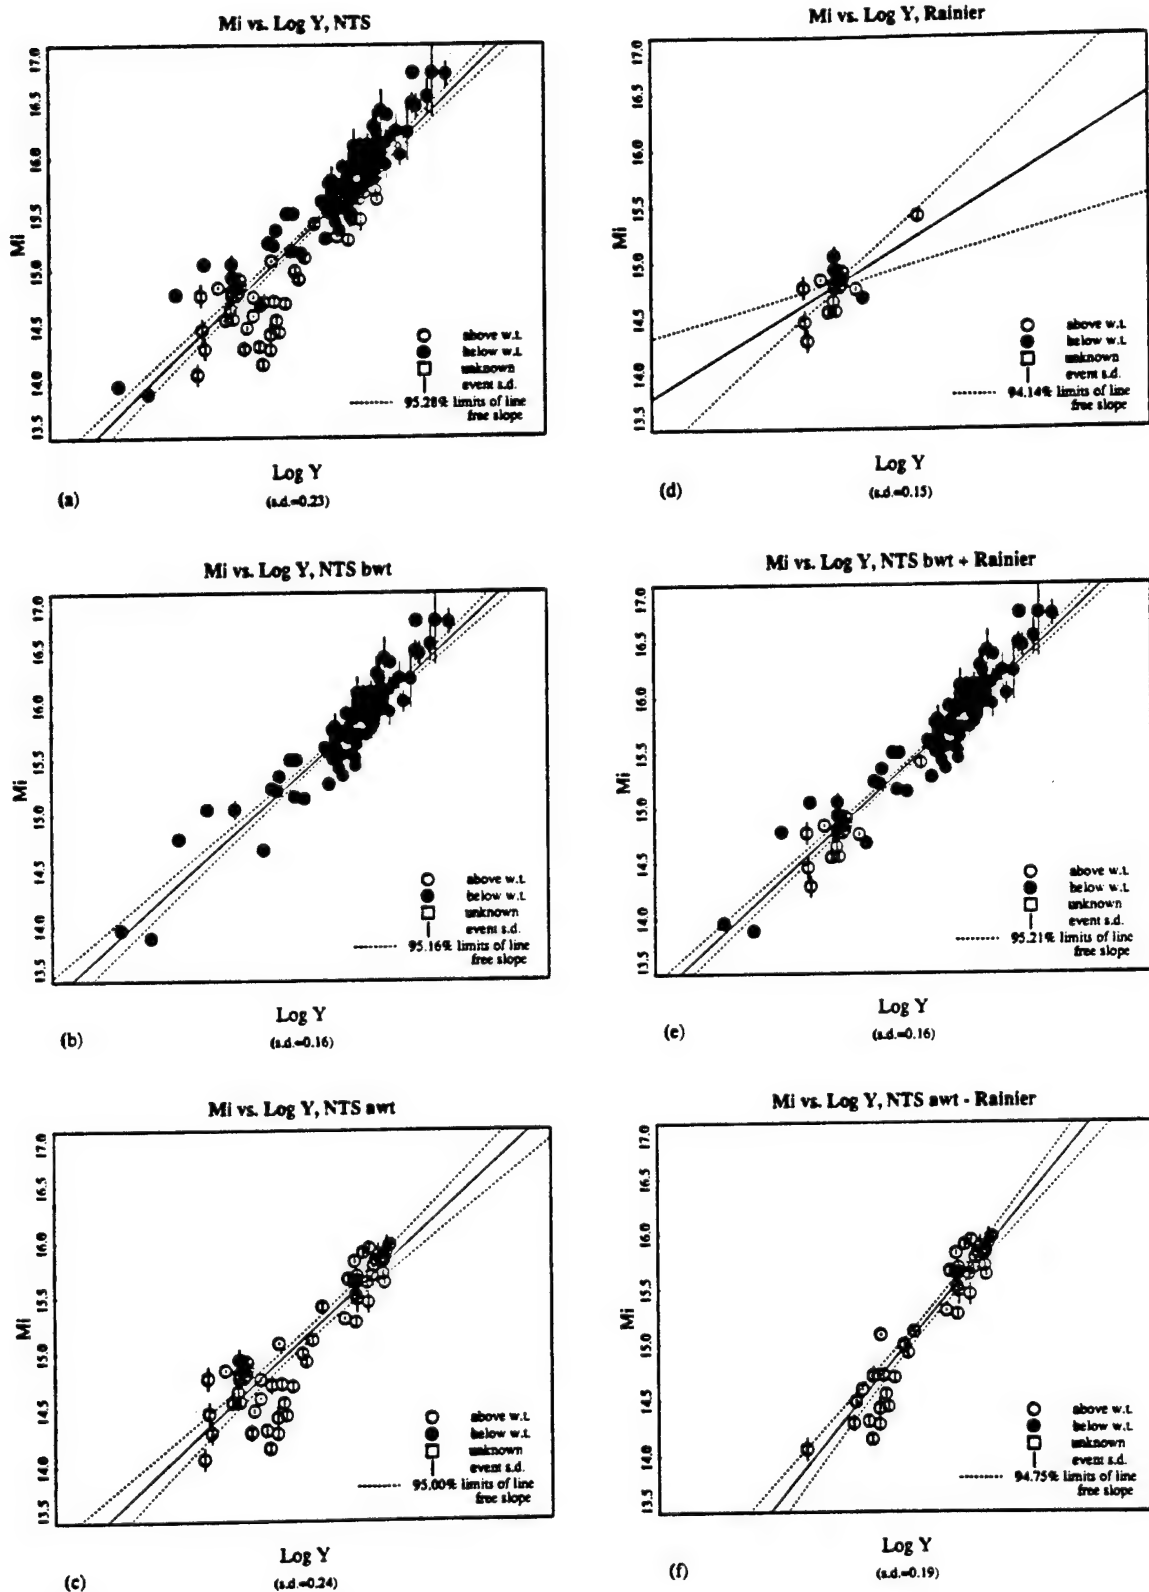 Mi vs. Log Y, NTS
17.0
16.5
16.0
15.5
15.0
14.5
14.0
13.5
Mi
above w.t.
below w.t.
unknown
event s.d.
95.28% limits of line
free slope
Log Y
(s.d.=0.23)
(a)
Mi vs. Log Y, Rainier
17.0
16.5
16.0
15.5
15.0
14.5
14.0
13.5
Mi
above w.t.
below w.t.
unknown
event s.d.
94.14% limits of line
free slope
Log Y
(s.d.=0.15)
(d)
Mi vs. Log Y, NTS bwt
17.0
16.5
16.0
15.5
15.0
14.5
14.0
13.5
Mi
above w.t.
below w.t.
unknown
event s.d.
95.16% limits of line
free slope
Log Y
(s.d.=0.16)
(b)
Mi vs. Log Y, NTS bwt + Rainier
17.0
16.5
16.0
15.5
15.0
14.5
14.0
13.5
Mi
above w.t.
below w.t.
unknown
event s.d.
95.21% limits of line
free slope
Log Y
(s.d.=0.16)
(e)
Mi vs. Log Y, NTS awt
17.0
16.5
16.0
15.5
15.0
14.5
14.0
13.5
Mi
above w.t.
below w.t.
unknown
event s.d.
95.00% limits of line
free slope
Log Y
(s.d.=0.24)
(c)
Mi vs. Log Y, NTS awt - Rainier
17.0
16.5
16.0
15.5
15.0
14.5
14.0
13.5
Mi
above w.t.
below w.t.
unknown
event s.d.
94.75% limits of line
free slope
Log Y
(s.d.=0.19)
(f)